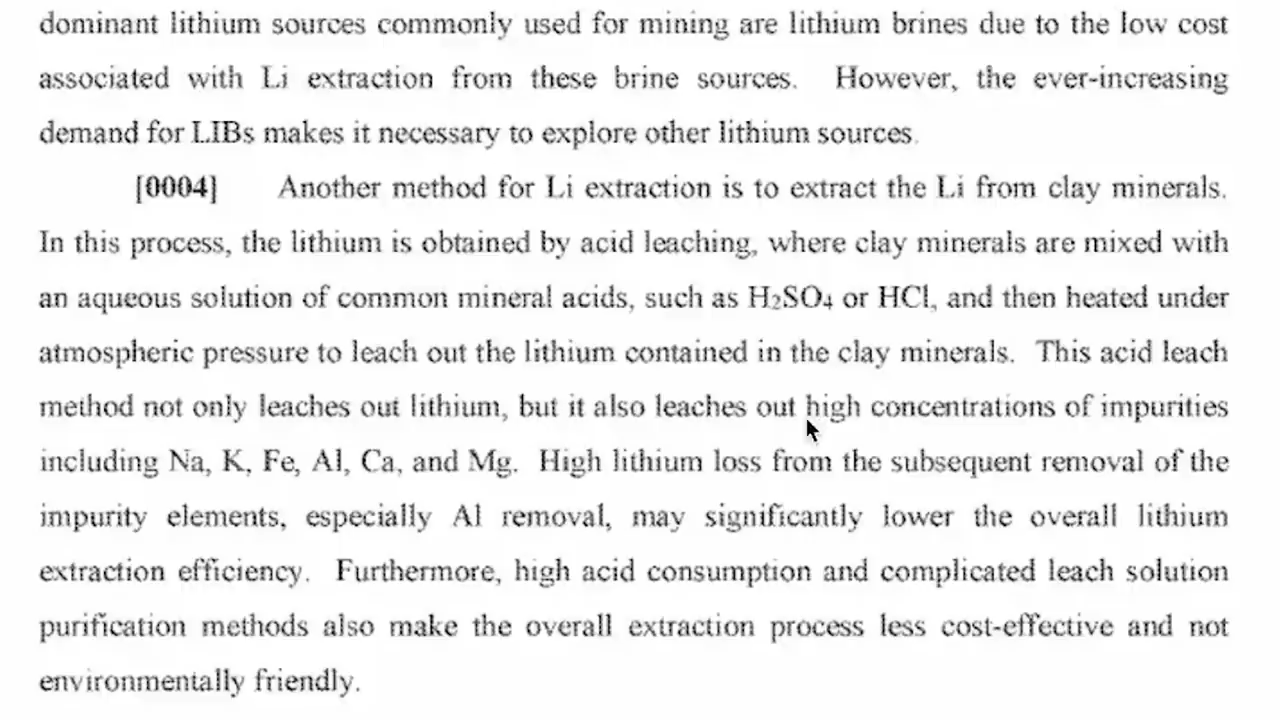 dominant lithium sources commonly used for mining are lithium brines due to the low cost
associated with Li extraction from these brine sources. However, the ever-increasing
demand for LIBs makes it necessary to explore other lithium sources.
[0004] Another method for Li extraction is to extract the Li from clay minerals.
In this process, the lithium is obtained by acid leaching, where clay minerals are mixed with
an aqueous solution of common mineral acids, such as H₂SO₄ or HCl, and then heated under
atmospheric pressure to leach out the lithium contained in the clay minerals. This acid leach
method not only leaches out lithium, but it also leaches out high concentrations of impurities
including Na, K, Fe, Al, Ca, and Mg. High lithium loss from the subsequent removal of the
impurity elements, especially Al removal, may significantly lower the overall lithium
extraction efficiency. Furthermore, high acid consumption and complicated leach solution
purification methods also make the overall extraction process less cost-effective and not
environmentally friendly.